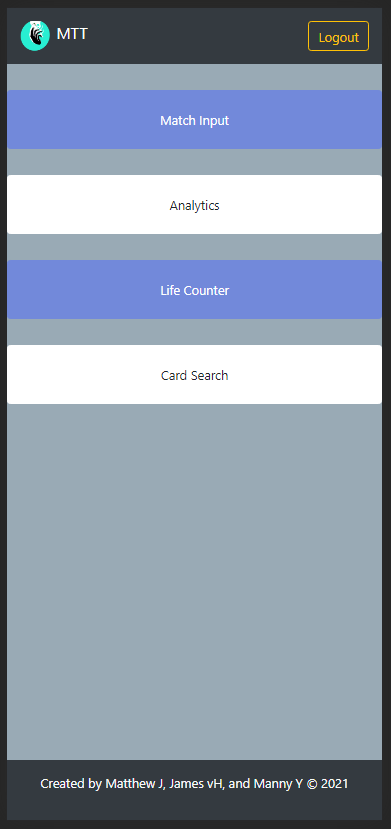 MTT
Logout
Match Input
Analytics
Life Counter
Card Search
Created by Matthew J, James vH, and Manny Y © 2021